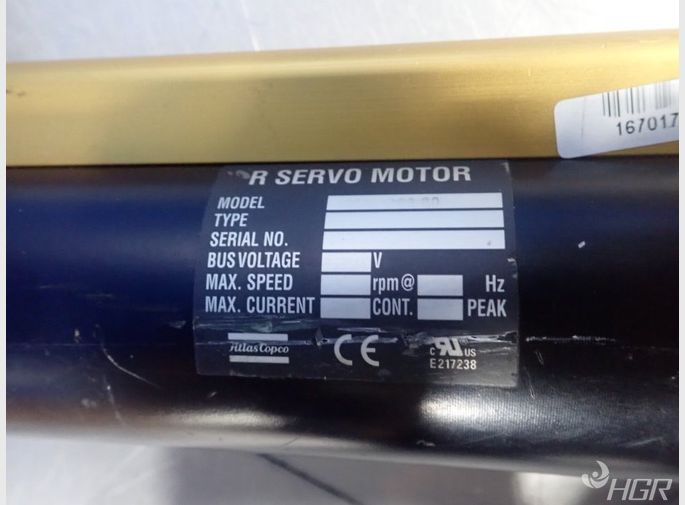 167017
R SERVO MOTOR
MODEL
TYPE
SERIAL NO.
BUS VOLTAGE V
MAX. SPEED rpm@ Hz
MAX. CURRENT CONT. PEAK
Atlas Copco CE C US
E217238
HGR